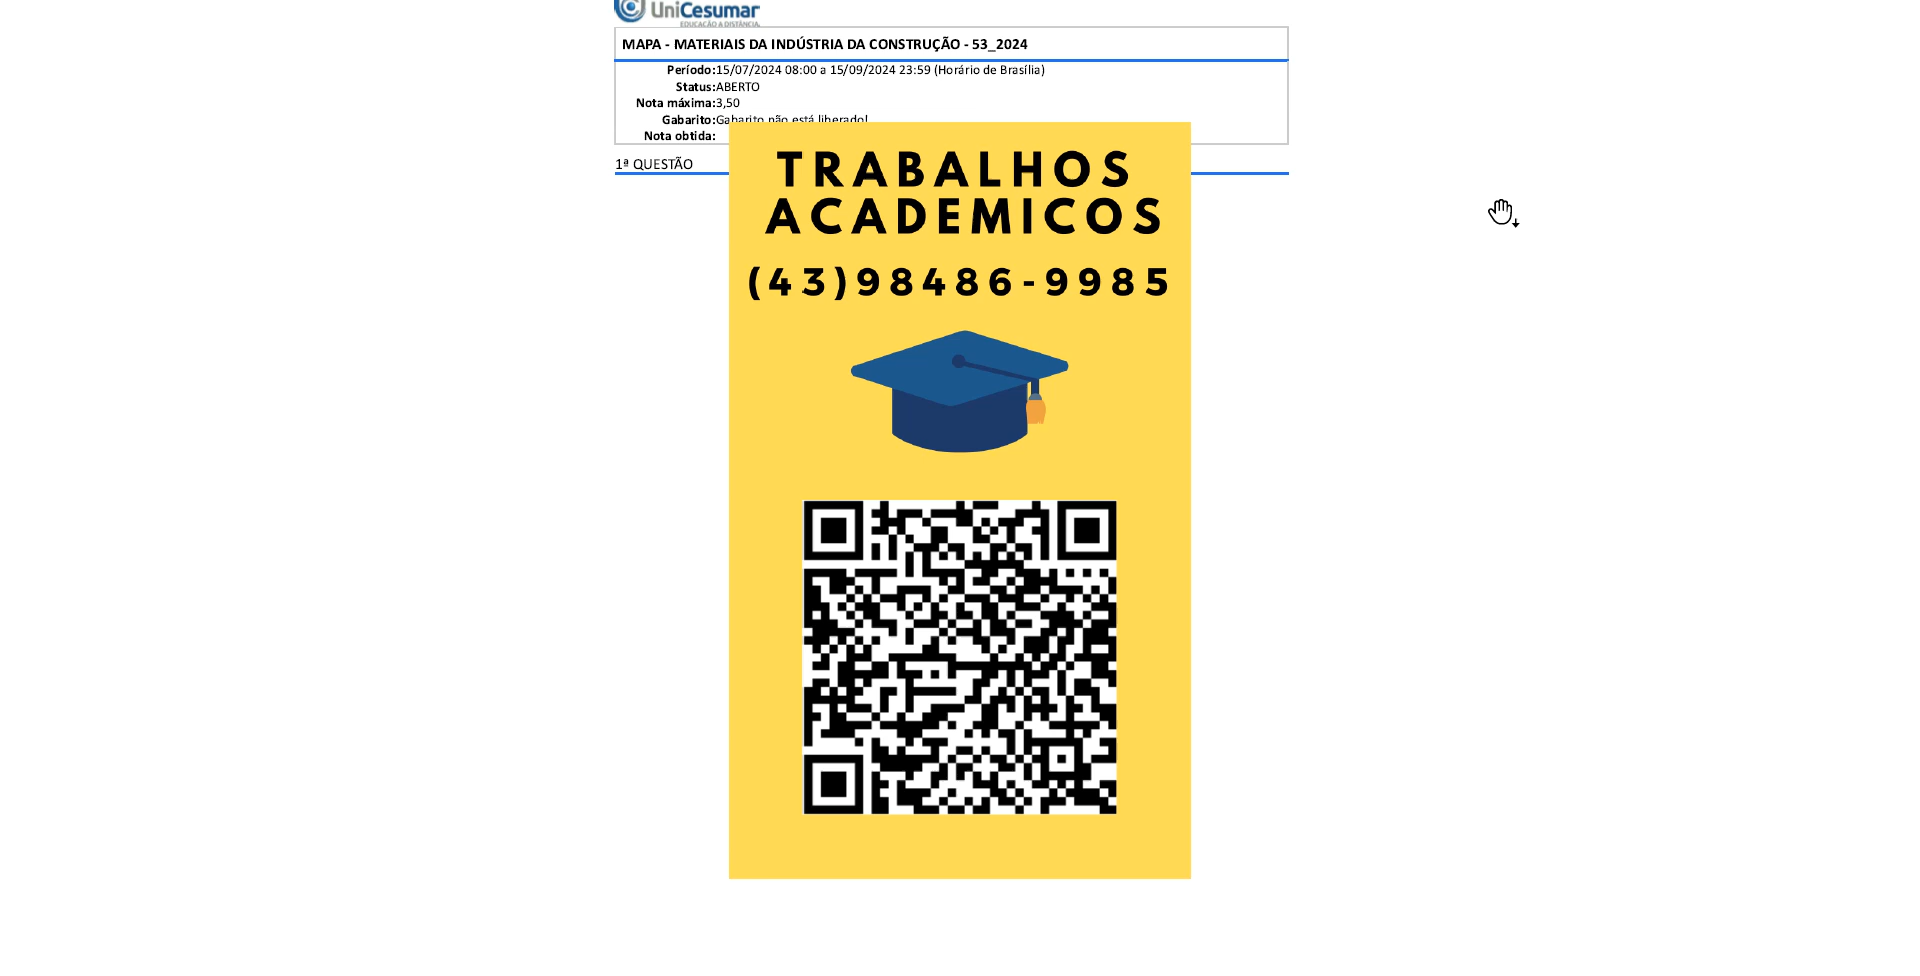 UniCesumar
EDUCAÇÃO A DISTÂNCIA
MAPA - MATERIAIS DA INDÚSTRIA DA CONSTRUÇÃO - 53_2024
Período:15/07/2024 08:00 a 15/09/2024 23:59 (Horário de Brasília)
Status:ABERTO
Nota máxima:3,50
Gabarito:Gabarito não está liberado!
Nota obtida:
1ª QUESTÃO
TRABALHOS
ACADEMICOS
(43)98486-9985